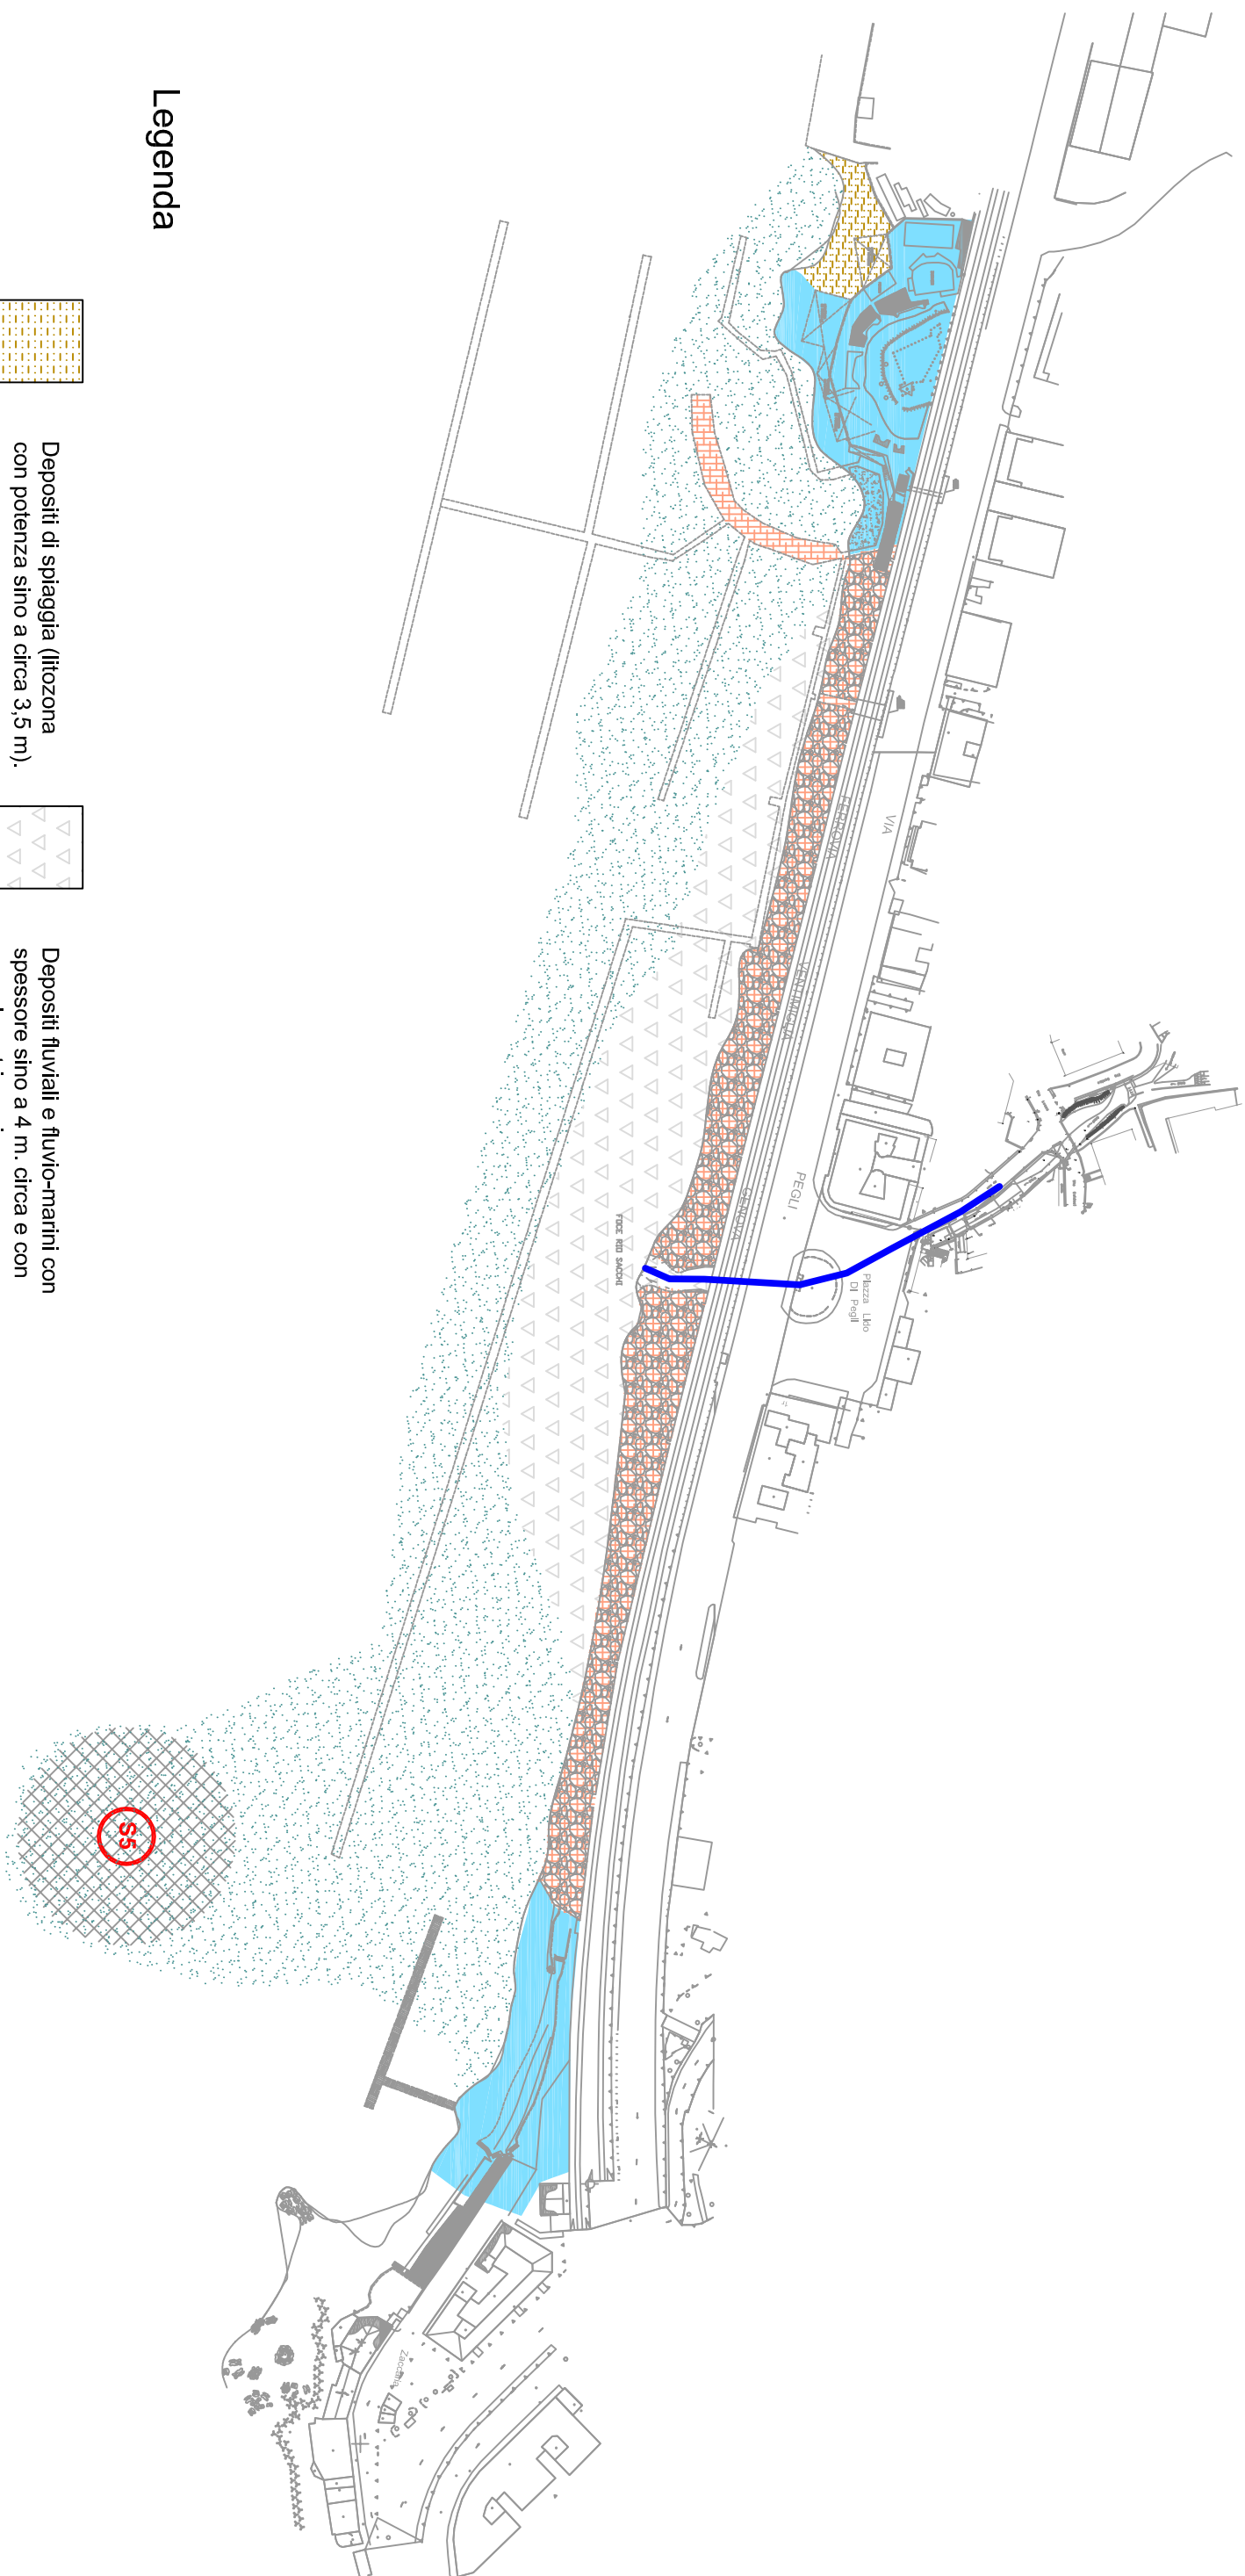 Legenda
Depositi di spiaggia (litozona
con potenza sino a circa 3,5 m).
Depositi fluviali e fluvio-marini con
spessore sino a 4 m. circa e con
FERROVIA
VENTIMIGLIA
GENOVA
VIA
PEGLI
Piazza Lido
Di Pegli
FOCE RIO SACCHI
S5